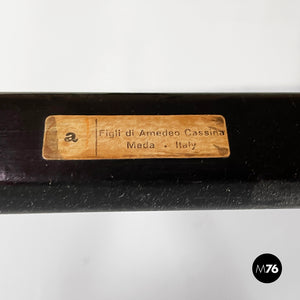 a
Figli di Amedeo Cassina
Meda . Italy
M76